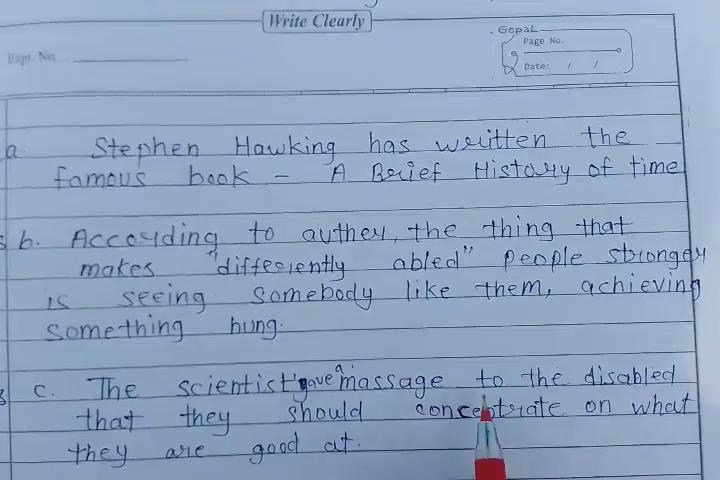 Write Clearly
Gopal
Page No.
Expt. No.
Date: / /
a. Stephen Hawking has written the
famous book - A Brief History of time
b. According to auther, the thing that
makes "differently abled" people stronger
is seeing somebody like them, achieving
something hung.
c. The scientist gave a massage to the disabled
that they should concentrate on what
they are good at.